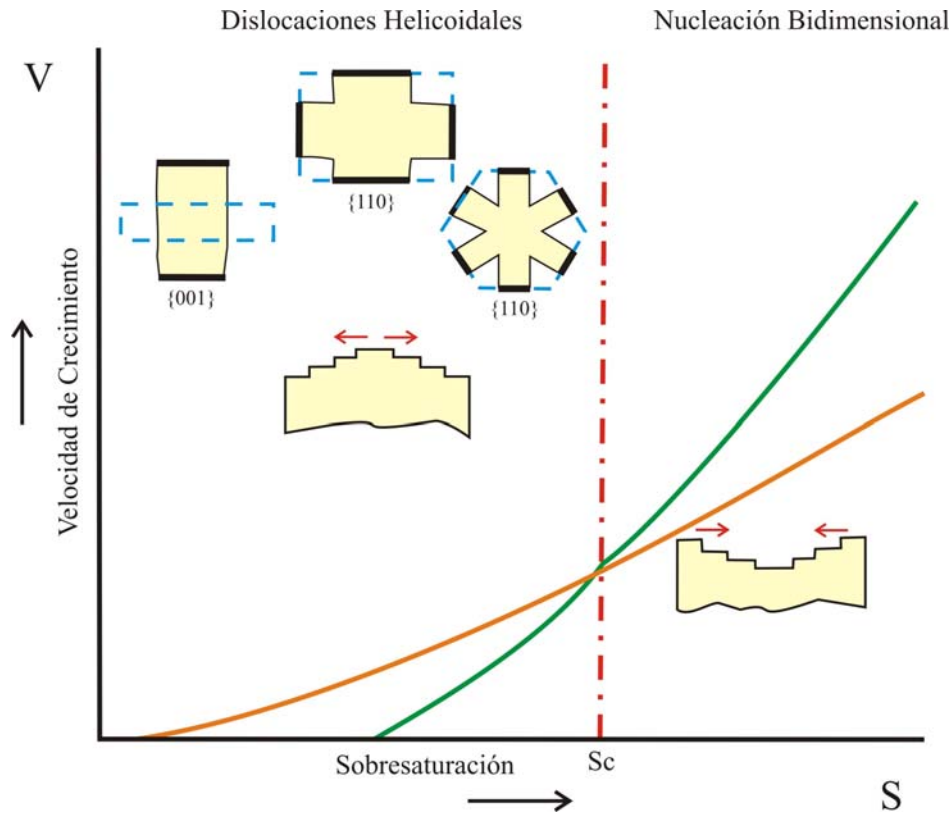 Dislocaciones Helicoidales
Nucleación Bidimensional
V
{110}
{001}
{110}
Velocidad de Crecimiento
Sobresaturación
Sc
S